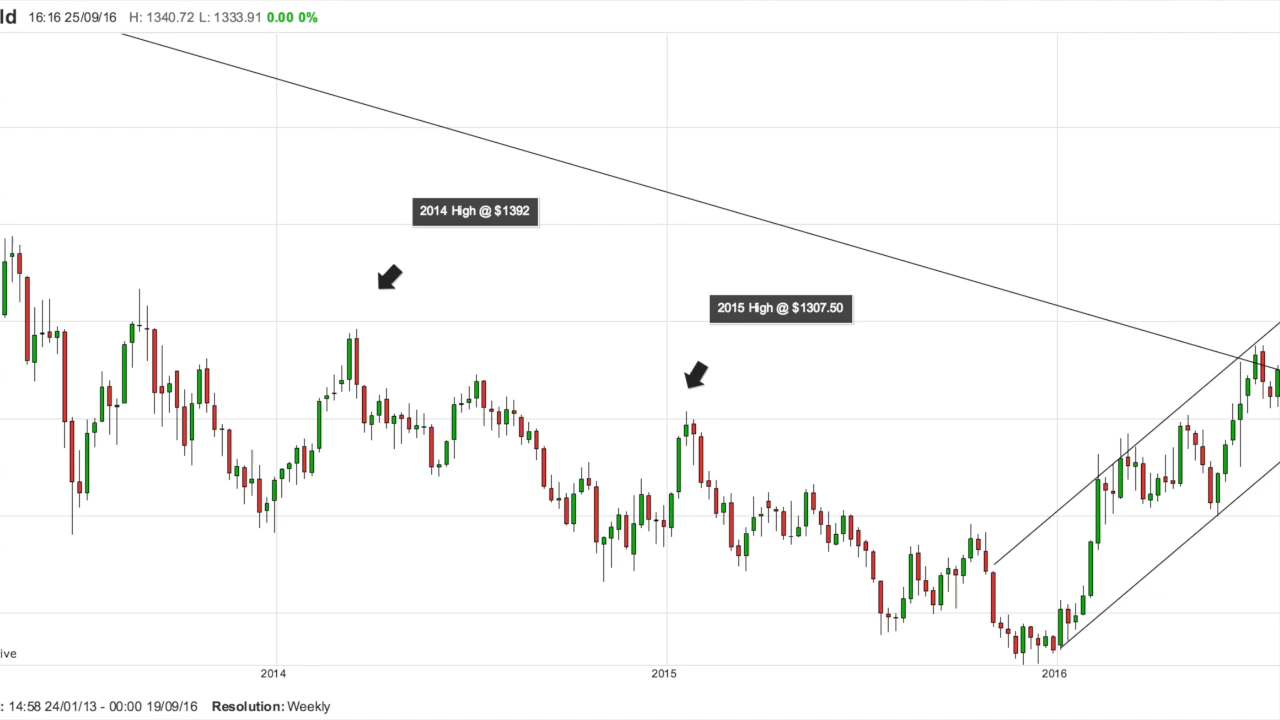 ld 16:16 25/09/16 H: 1340.72 L: 1333.91 0.00 0%
2014 High @ $1392
2015 High @ $1307.50
ive
2014 2015 2016
: 14:58 24/01/13 - 00:00 19/09/16 Resolution: Weekly